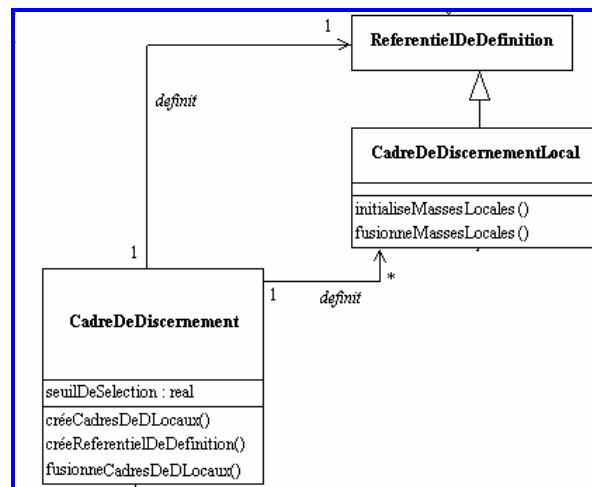 1
ReferentielDeDefinition
definit
CadreDeDiscernementLocal
initialiseMassesLocales()
fusionneMassesLocales()
1
1
definit
*
CadreDeDiscernement
seuilDeSelection : real
créeCadresDeDLocaux()
créeReferentielDeDefinition()
fusionneCadresDeDLocaux()